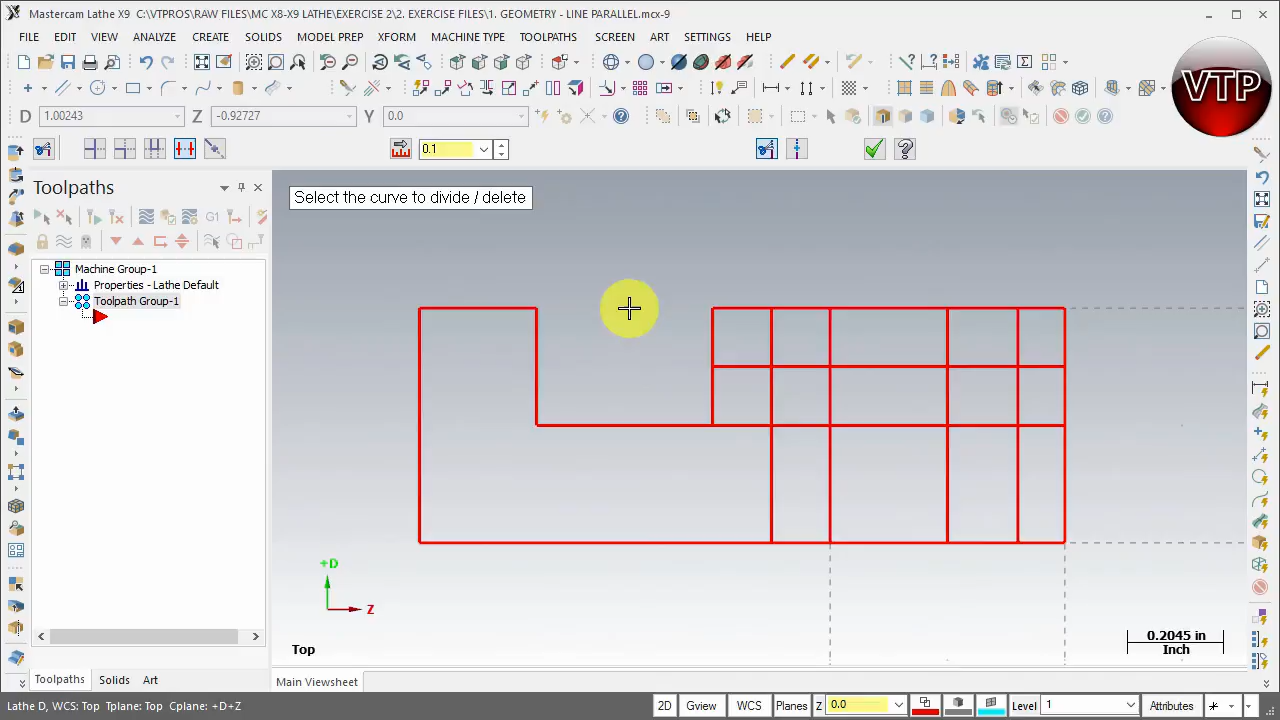 Mastercam Lathe X9 C:\VTPROS\RAW FILES\MC X8-X9 LATHE\EXERCISE 2\2. EXERCISE FILES\1. GEOMETRY - LINE PARALLEL.mcx-9
FILE EDIT VIEW ANALYZE CREATE SOLIDS MODEL PREP XFORM MACHINE TYPE TOOLPATHS SCREEN ART SETTINGS HELP
VTP
D 1.00243 Z -0.92727 Y 0.0
0.1
Toolpaths
Select the curve to divide / delete
G1
Machine Group-1
Properties - Lathe Default
Toolpath Group-1
+D
Z
Top
0.2045 in
Inch
Toolpaths Solids Art
Main Viewsheet
Lathe D, WCS: Top Tplane: Top Cplane: +D+Z
2D Gview WCS Planes Z 0.0 Level 1 Attributes